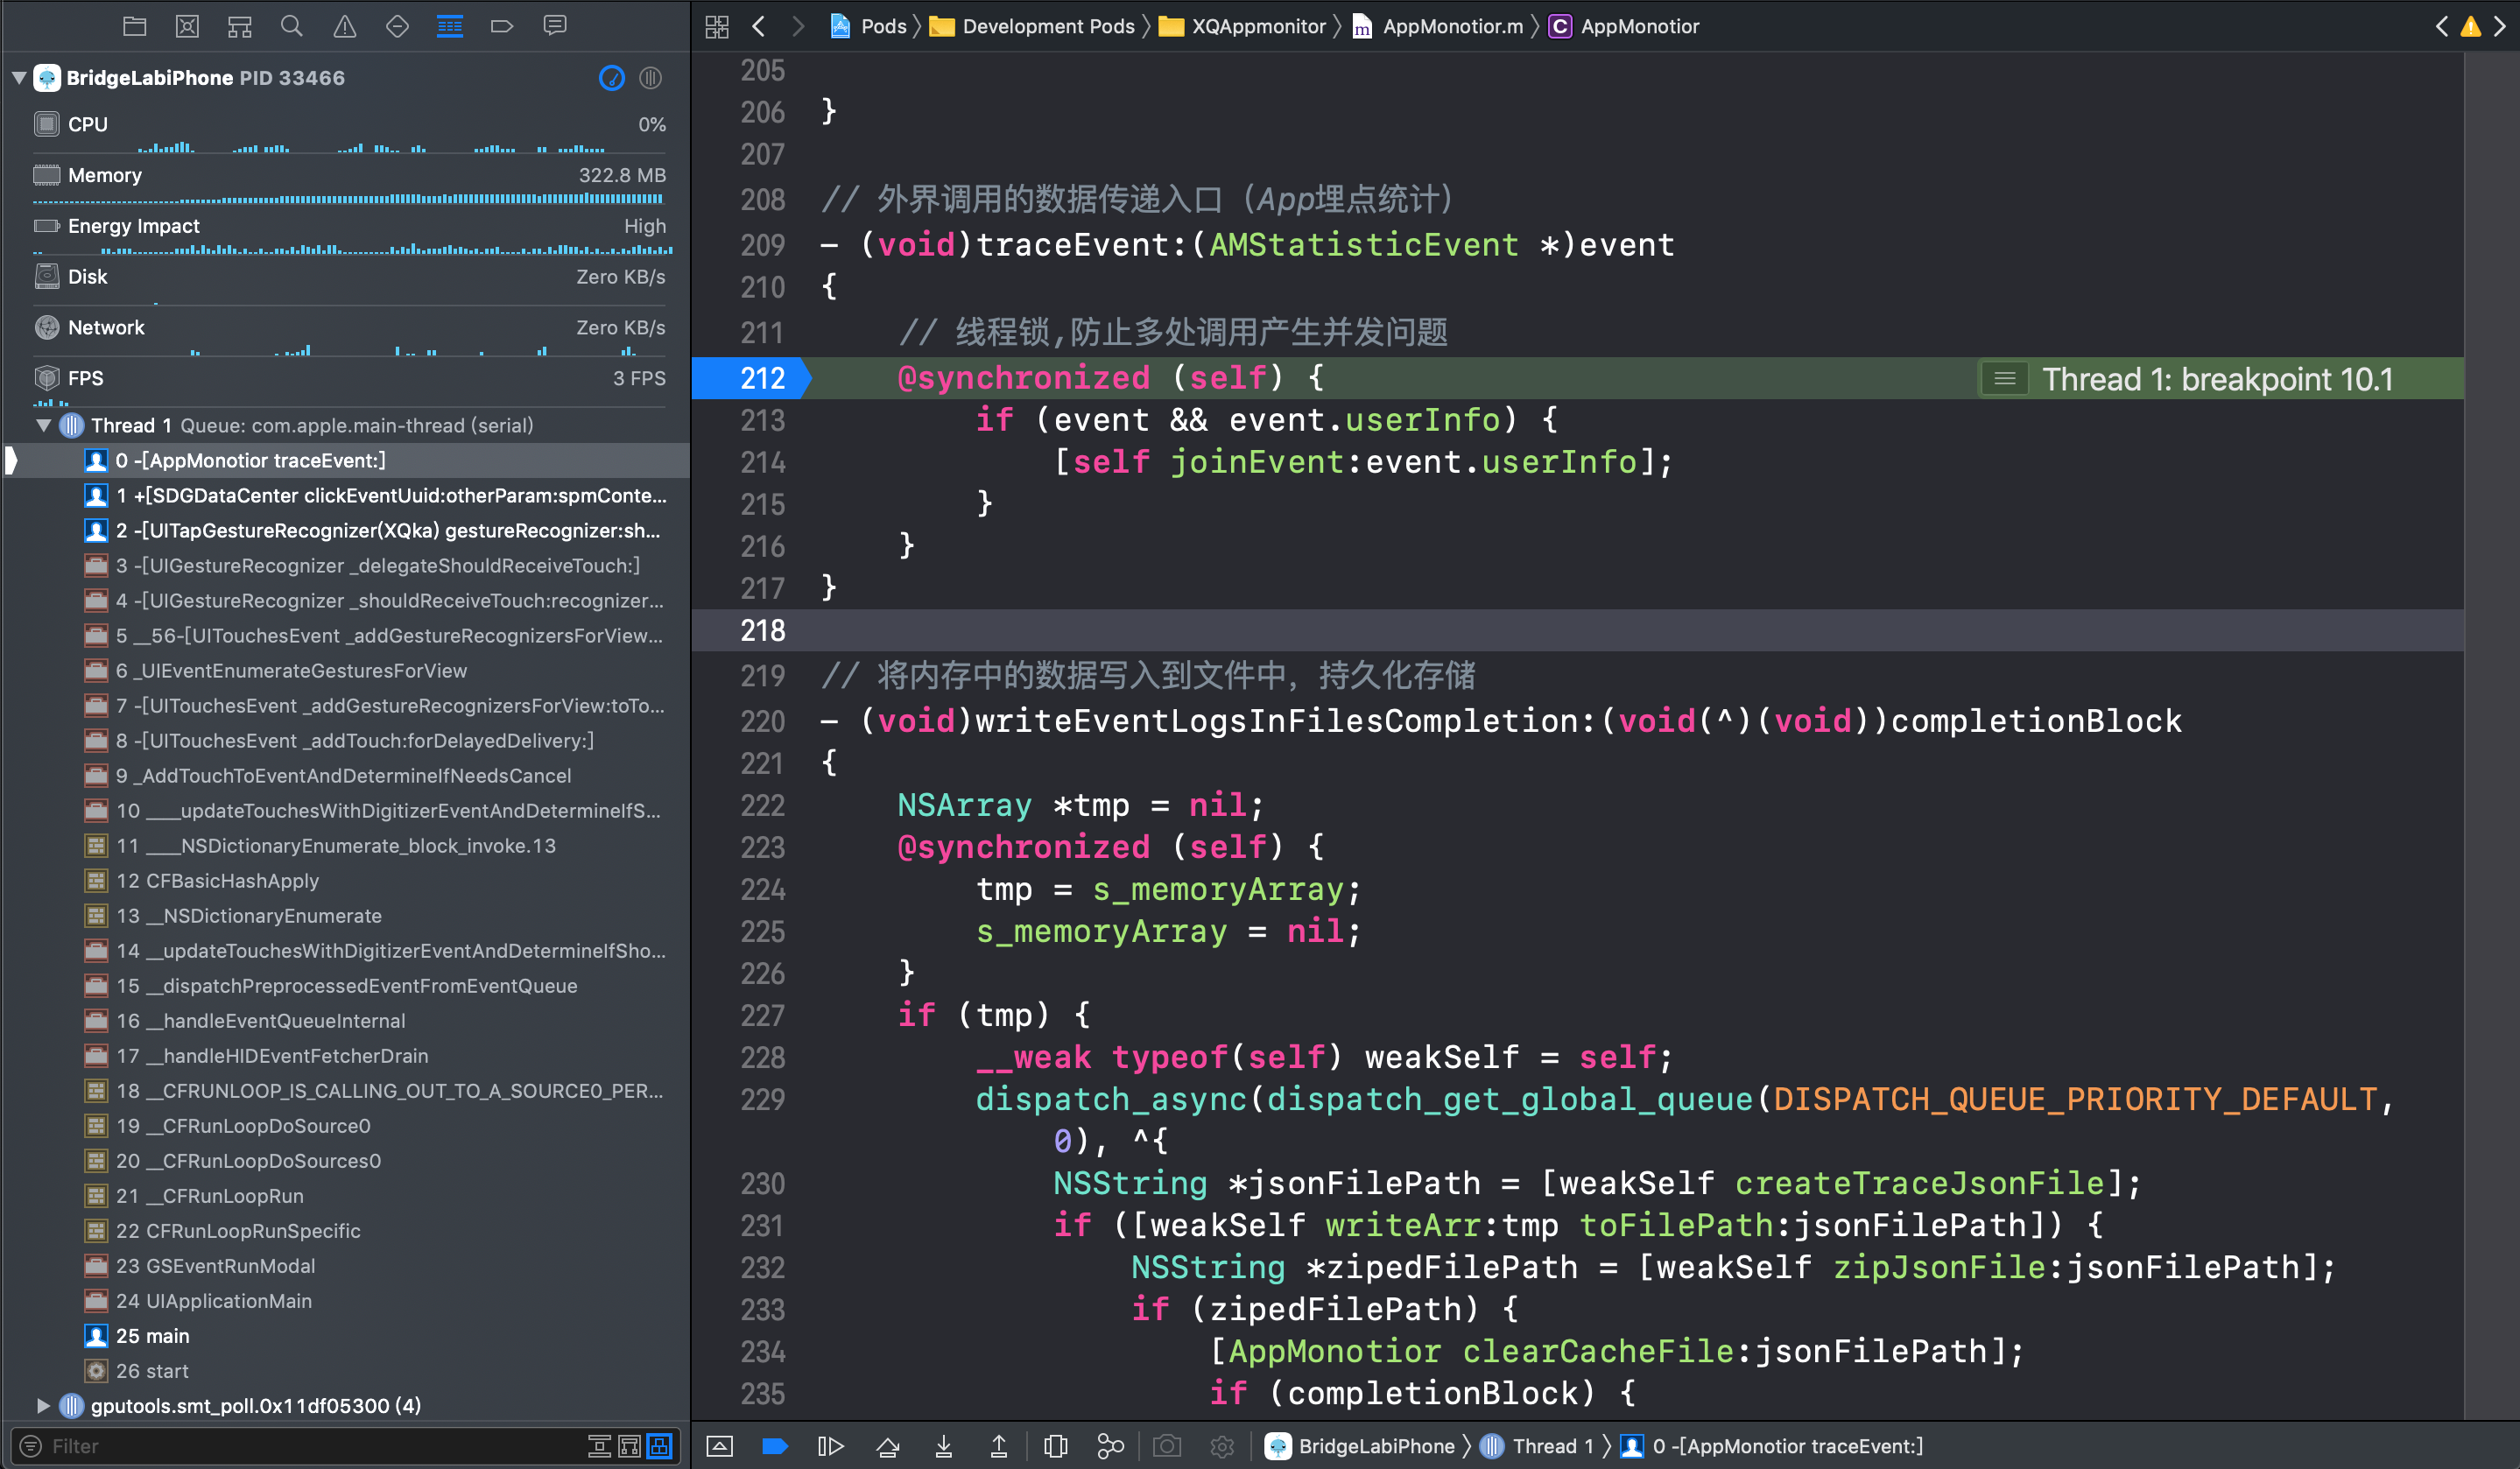 BridgeLabiPhone PID 33466
CPU 0%
Memory 322.8 MB
Energy Impact High
Disk Zero KB/s
Network Zero KB/s
FPS 3 FPS
Thread 1 Queue: com.apple.main-thread (serial)
0 -[AppMonotior traceEvent:]
1 +[SDGDataCenter clickEventUuid:otherParam:spmConte...
2 -[UITapGestureRecognizer(XQka) gestureRecognizer:sh...
3 -[UIGestureRecognizer _delegateShouldReceiveTouch:]
4 -[UIGestureRecognizer _shouldReceiveTouch:recognizer...
5 __56-[UITouchesEvent _addGestureRecognizersForView...
6 _UIEventEnumerateGesturesForView
7 -[UITouchesEvent _addGestureRecognizersForView:toTo...
8 -[UITouchesEvent _addTouch:forDelayedDelivery:]
9 _AddTouchToEventAndDetermineIfNeedsCancel
10 ____updateTouchesWithDigitizerEventAndDetermineIfS...
11 ____NSDictionaryEnumerate_block_invoke.13
12 CFBasicHashApply
13 __NSDictionaryEnumerate
14 __updateTouchesWithDigitizerEventAndDetermineIfSho...
15 __dispatchPreprocessedEventFromEventQueue
16 __handleEventQueueInternal
17 __handleHIDEventFetcherDrain
18 __CFRUNLOOP_IS_CALLING_OUT_TO_A_SOURCE0_PER...
19 __CFRunLoopDoSource0
20 __CFRunLoopDoSources0
21 __CFRunLoopRun
22 CFRunLoopRunSpecific
23 GSEventRunModal
24 UIApplicationMain
25 main
26 start
gputools.smt_poll.0x11df05300 (4)
Filter
Pods Development Pods XQAppmonitor m AppMonotior.m C AppMonotior
205
206 }
207
208 // 外界调用的数据传递入口（App埋点统计）
209 - (void)traceEvent:(AMStatisticEvent *)event
210 {
211 // 线程锁,防止多处调用产生并发问题
212 @synchronized (self) { Thread 1: breakpoint 10.1
213 if (event && event.userInfo) {
214 [self joinEvent:event.userInfo];
215 }
216 }
217 }
218
219 // 将内存中的数据写入到文件中，持久化存储
220 - (void)writeEventLogsInFilesCompletion:(void(^)(void))completionBlock
221 {
222 NSArray *tmp = nil;
223 @synchronized (self) {
224 tmp = s_memoryArray;
225 s_memoryArray = nil;
226 }
227 if (tmp) {
228 __weak typeof(self) weakSelf = self;
229 dispatch_async(dispatch_get_global_queue(DISPATCH_QUEUE_PRIORITY_DEFAULT,
0), ^{
230 NSString *jsonFilePath = [weakSelf createTraceJsonFile];
231 if ([weakSelf writeArr:tmp toFilePath:jsonFilePath]) {
232 NSString *zipedFilePath = [weakSelf zipJsonFile:jsonFilePath];
233 if (zipedFilePath) {
234 [AppMonotior clearCacheFile:jsonFilePath];
235 if (completionBlock) {
BridgeLabiPhone Thread 1 0 -[AppMonotior traceEvent:]